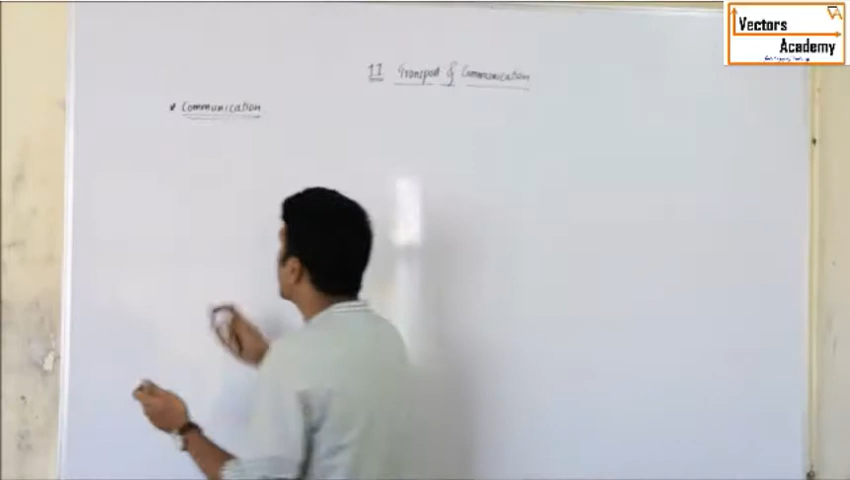 Vectors
Academy
11 Transport & Communication
* Communication